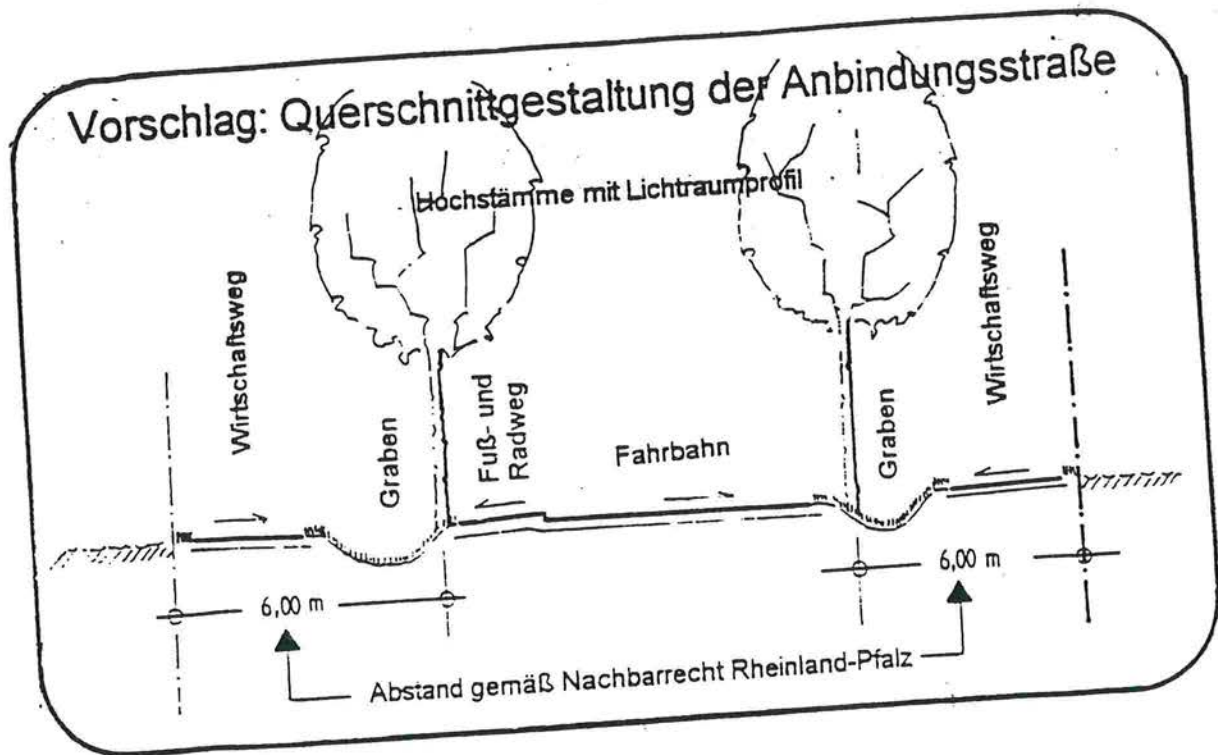 Vorschlag: Querschnittgestaltung der Anbindungsstraße
Hochstämme mit Lichtraumprofil
Wirtschaftsweg
Graben
Fuß- und
Radweg
Fahrbahn
Graben
Wirtschaftsweg
6,00 m
6,00 m
Abstand gemäß Nachbarrecht Rheinland-Pfalz